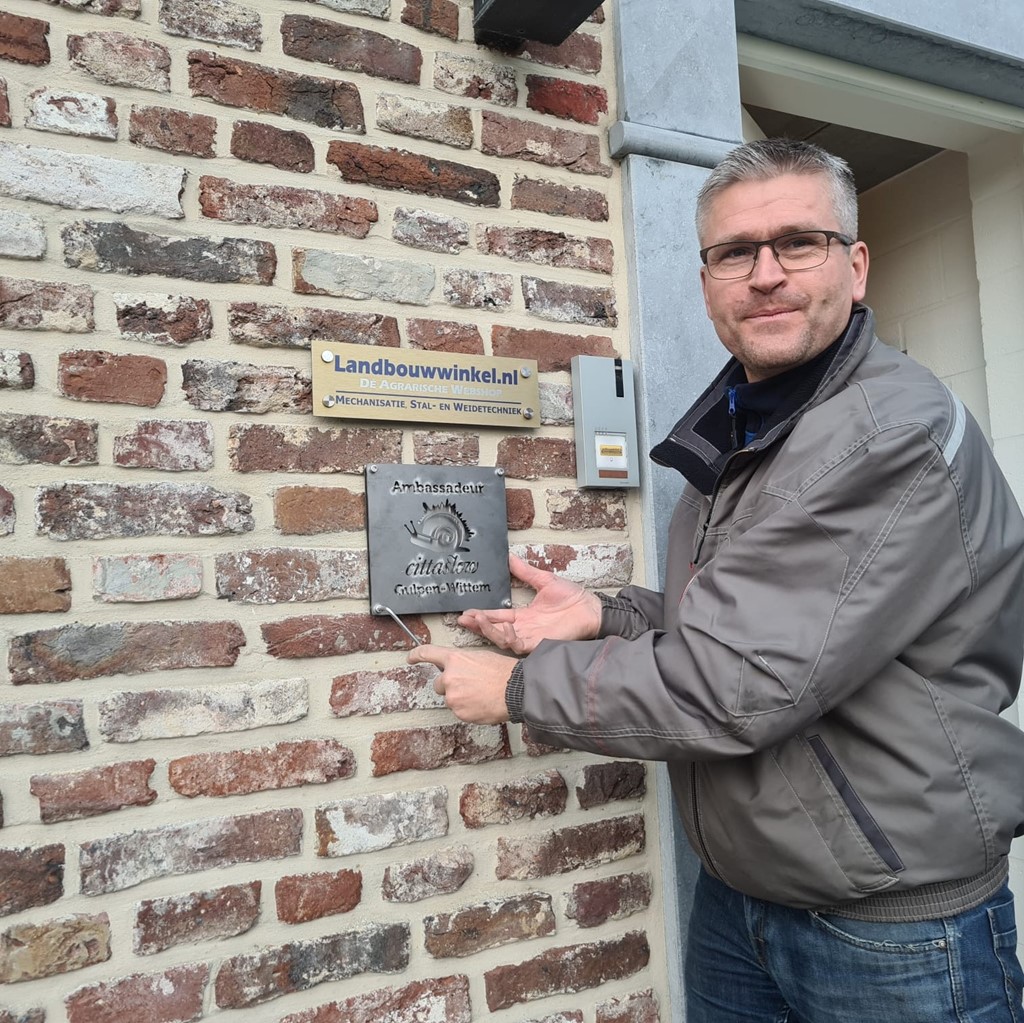 Landbouwwinkel.nl
De Agrarische Webshop
Mechanisatie, Stal- en Weidetechniek
Ambassadeur
cittaslow
Gulpen-Wittem